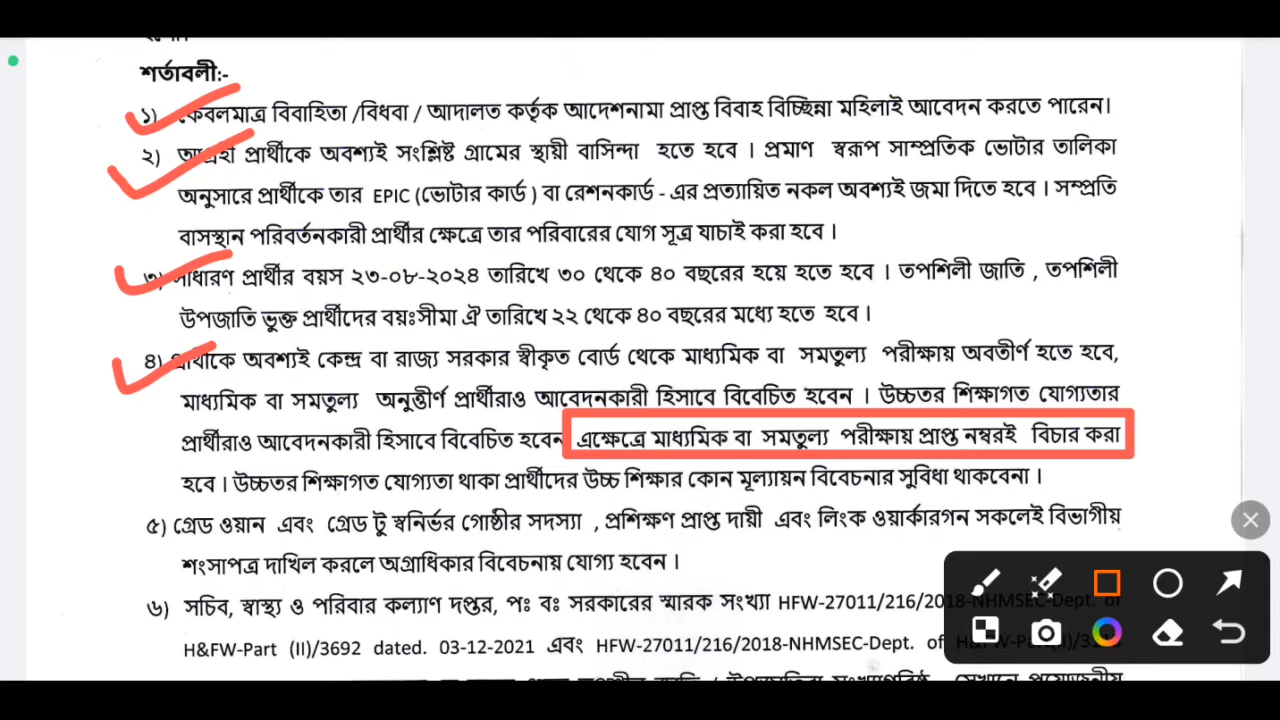 শর্তাবলী:-
১) কেবলমাত্র বিবাহিতা /বিধবা / আদালত কর্তৃক আদেশনামা প্রাপ্ত বিবাহ বিচ্ছিন্না মহিলাই আবেদন করতে পারেন।
২) আগ্রহী প্রার্থীকে অবশ্যই সংশ্লিষ্ট গ্রামের স্থায়ী বাসিন্দা হতে হবে । প্রমাণ স্বরূপ সাম্প্রতিক ভোটার তালিকা
অনুসারে প্রার্থীকে তার EPIC (ভোটার কার্ড) বা রেশনকার্ড - এর প্রত্যায়িত নকল অবশ্যই জমা দিতে হবে । সম্প্রতি
বাসস্থান পরিবর্তনকারী প্রার্থীর ক্ষেত্রে তার পরিবারের যোগ সূত্র যাচাই করা হবে ।
৩) সাধারণ প্রার্থীর বয়স ২৩-০৮-২০২৪ তারিখে ৩০ থেকে ৪০ বছরের হয়ে হতে হবে । তপশিলী জাতি , তপশিলী
উপজাতি ভুক্ত প্রার্থীদের বয়ঃসীমা ঐ তারিখে ২২ থেকে ৪০ বছরের মধ্যে হতে হবে ।
৪) প্রার্থীকে অবশ্যই কেন্দ্র বা রাজ্য সরকার স্বীকৃত বোর্ড থেকে মাধ্যমিক বা সমতুল্য পরীক্ষায় অবতীর্ণ হতে হবে,
মাধ্যমিক বা সমতুল্য অনুত্তীর্ণ প্রার্থীরাও আবেদনকারী হিসাবে বিবেচিত হবেন । উচ্চতর শিক্ষাগত যোগ্যতার
প্রার্থীরাও আবেদনকারী হিসাবে বিবেচিত হবেন এক্ষেত্রে মাধ্যমিক বা সমতুল্য পরীক্ষায় প্রাপ্ত নম্বরই বিচার করা
হবে । উচ্চতর শিক্ষাগত যোগ্যতা থাকা প্রার্থীদের উচ্চ শিক্ষার কোন মূল্যায়ন বিবেচনার সুবিধা থাকবেনা ।
৫) গ্রেড ওয়ান এবং গ্রেড টু স্বনির্ভর গোষ্ঠীর সদস্যা , প্রশিক্ষণ প্রাপ্ত দায়ী এবং লিংক ওয়ার্কারগন সকলেই বিভাগীয়
শংসাপত্র দাখিল করলে অগ্রাধিকার বিবেচনায় যোগ্য হবেন ।
৬) সচিব, স্বাস্থ্য ও পরিবার কল্যাণ দপ্তর, পঃ বঃ সরকারের স্মারক সংখ্যা HFW-27011/216/2018-NHMSEC-Dept. of
H&FW-Part (II)/3692 dated. 03-12-2021 এবং HFW-27011/216/2018-NHMSEC-Dept. of